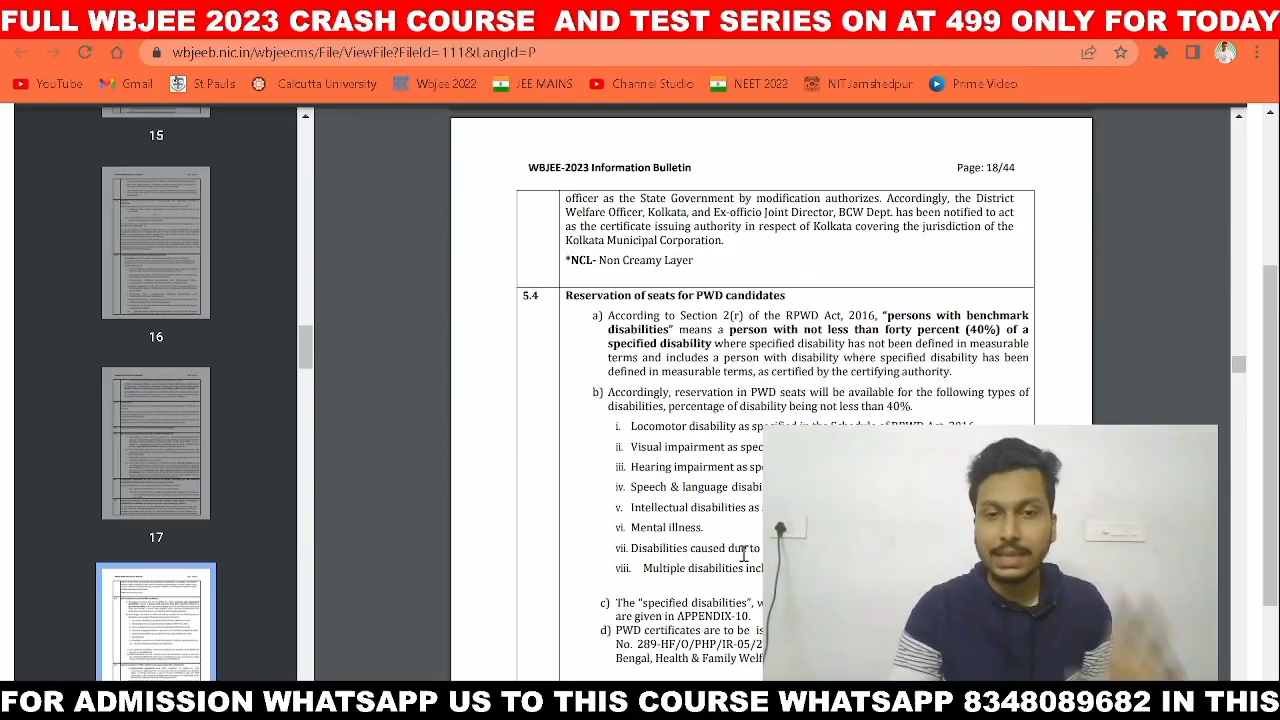 FULL WBJEE 2023 CRASH COURSE AND TEST SERIES ON AT 499 ONLY FOR TODAY
wbjeeb.nic.in/wbjeecms/File/ViewFile?FileId=111&LangId=P
YouTube Gmail St Pauls Calcutta University Wbjee 2022 JEE MAINS Channel Studio NEET 2022 NIT Jamshedpur Prime Video
15
16
17
WBJEE-2023 Information Bulletin Page: 18/44
officer as the State Government by modification authorizes. Accordingly, the District
Welfare Officer, Kolkata, and Ex-officio Joint Director, BCW Dept. has been notified to act
as the certificate issuing authority in respect of Kolkata covering the jurisdiction of the
Kolkata Municipal Corporation.
*NCL- Non Creamy Layer
5.4 Reservation of seats for PWD candidates
a) According to Section 2(r) of the RPWD Act, 2016, “persons with benchmark
disabilities” means a person with not less than forty percent (40%) of a
specified disability where specified disability has not been defined in measurable
terms and includes a person with disability where specified disability has been
defined in measurable terms, as certified by the certifying authority.
b) Accordingly, reservation in PWD seats will be available for the following types of
disabilities, percentage of disability being not less than 40%.
i. Locomotor disability as of RPWD Act, 2016
ii. Visual impairment as
iii. Hearing impairment as
iv. Speech & language
v. Intellectual disabilities as
vi. Mental illness.
vii. Disabilities caused due to
viii. Multiple disabilities
c) The “specified disabilities”,
are given in APPENDIX-10.
d) PWD certificates are to be
No. 289-HF/O/PHP/IR-05/
Bengal, Health & Family
FOR ADMISSION WHATSAPP US TO THIS COURSE WHATSAPP 8348089682 IN THIS